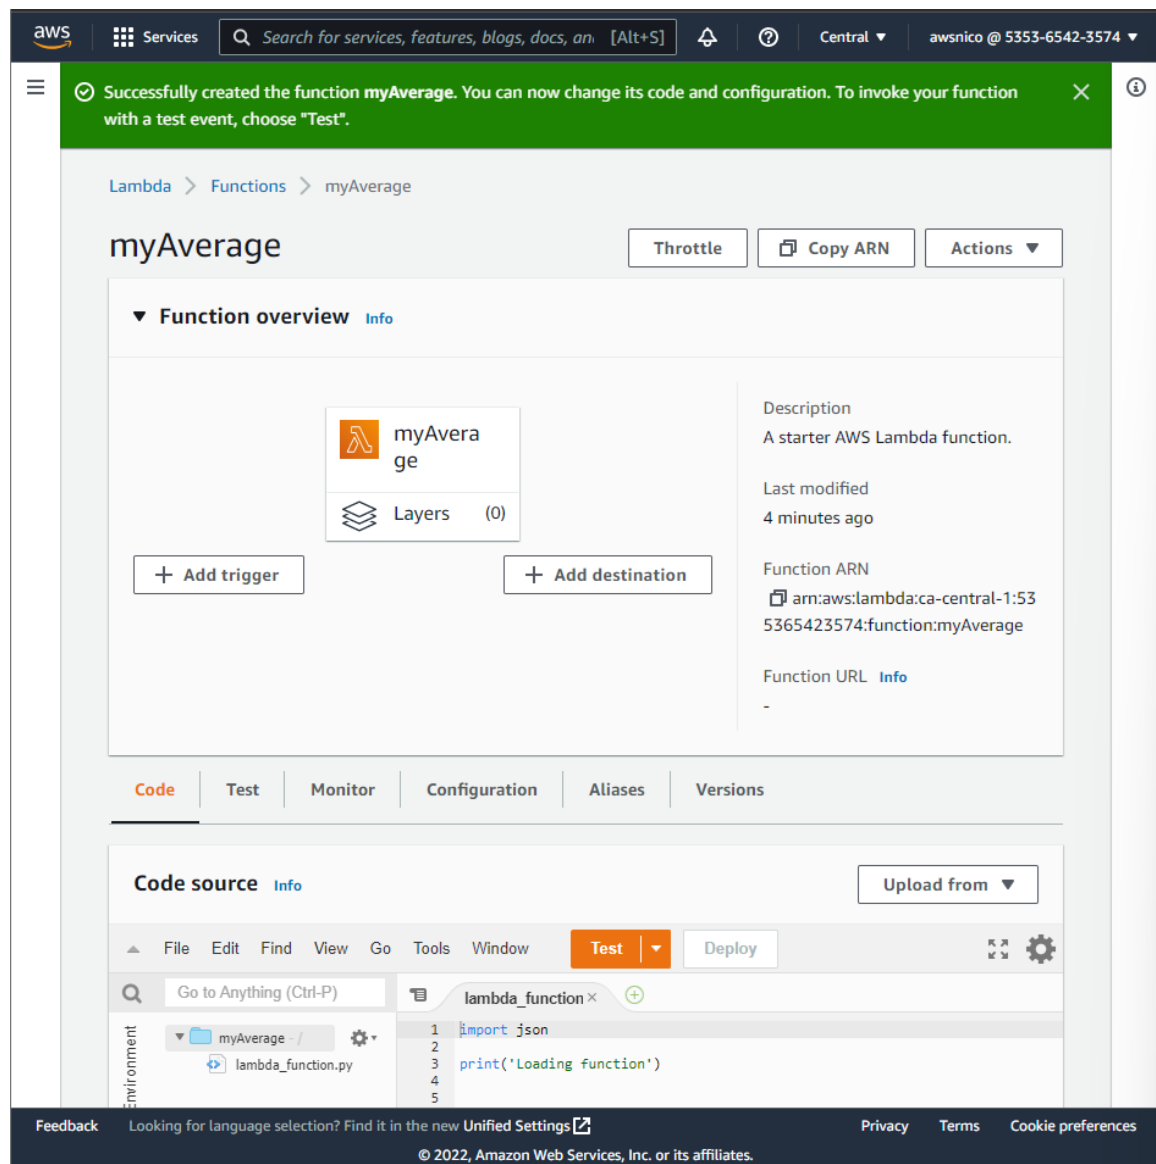 aws
Services
Search for services, features, blogs, docs, an
[Alt+S]
Central
awsnico @ 5353-6542-3574
Successfully created the function myAverage. You can now change its code and configuration. To invoke your function
with a test event, choose "Test".
Lambda > Functions > myAverage
myAverage
Throttle
Copy ARN
Actions
Function overview Info
myAvera
ge
Layers (0)
+ Add trigger
+ Add destination
Description
A starter AWS Lambda function.
Last modified
4 minutes ago
Function ARN
arn:aws:lambda:ca-central-1:53
5365423574:function:myAverage
Function URL Info
-
Code
Test
Monitor
Configuration
Aliases
Versions
Code source Info
Upload from
File Edit Find View Go Tools Window
Test
Deploy
Go to Anything (Ctrl-P)
lambda_function ×
Environment
myAverage - /
lambda_function.py
1 import json
2
3 print('Loading function')
4
5
Feedback
Looking for language selection? Find it in the new Unified Settings
Privacy
Terms
Cookie preferences
© 2022, Amazon Web Services, Inc. or its affiliates.